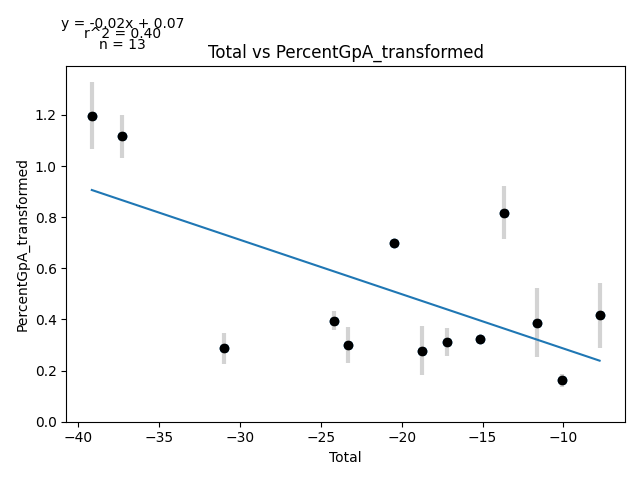 y = -0.02x + 0.07
r^2 = 0.40
n = 13
Total vs PercentGpA_transformed
PercentGpA_transformed
1.2
1.0
0.8
0.6
0.4
0.2
0.0
−40 −35 −30 −25 −20 −15 −10
Total